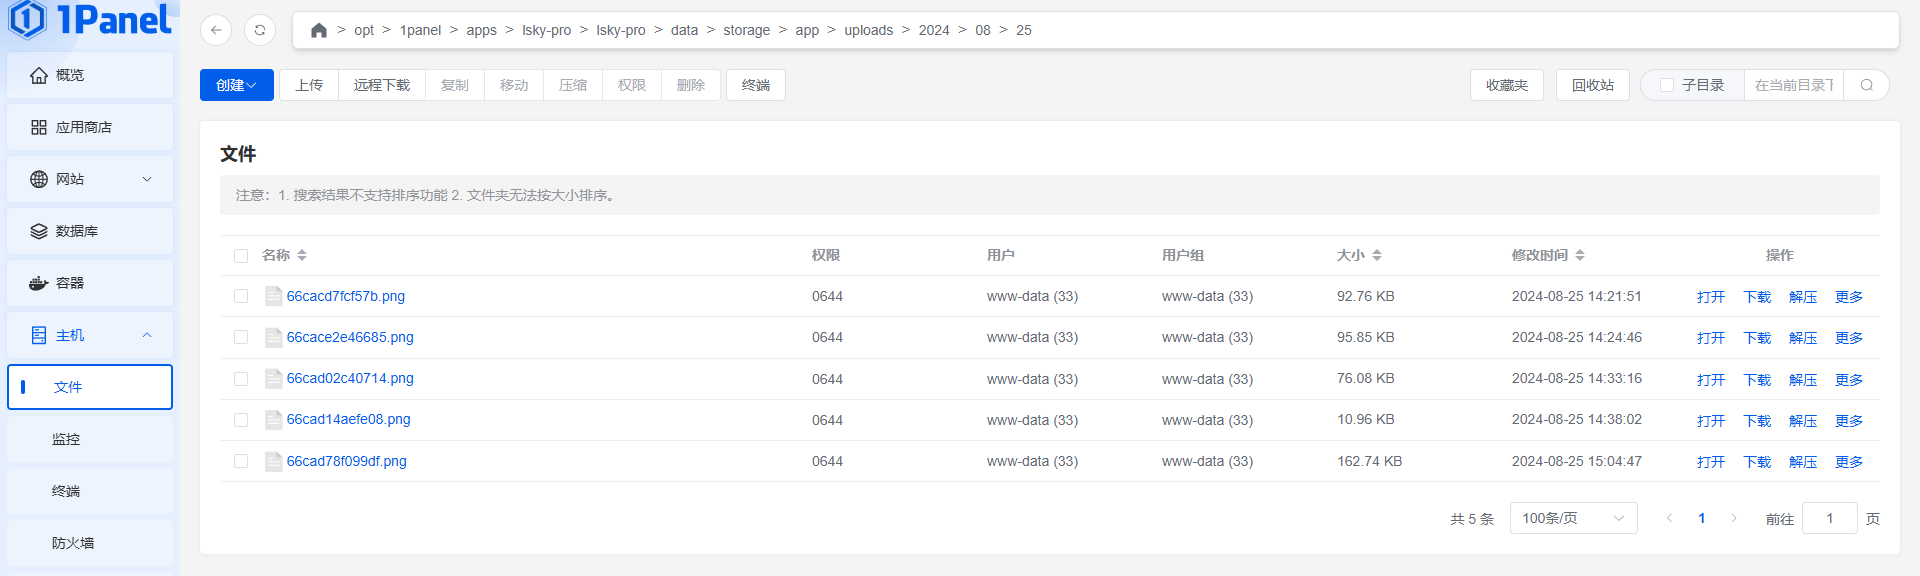 1Panel
> opt > 1panel > apps > lsky-pro > lsky-pro > data > storage > app > uploads > 2024 > 08 > 25
概览
应用商店
网站
数据库
容器
主机
文件
监控
终端
防火墙
创建 上传 远程下载 复制 移动 压缩 权限 删除 终端 收藏夹 回收站 子目录 在当前目录下
文件
注意：1. 搜索结果不支持排序功能 2. 文件夹无法按大小排序。
名称 权限 用户 用户组 大小 修改时间 操作
66cacd7fcf57b.png 0644 www-data (33) www-data (33) 92.76 KB 2024-08-25 14:21:51 打开 下载 解压 更多
66cace2e46685.png 0644 www-data (33) www-data (33) 95.85 KB 2024-08-25 14:24:46 打开 下载 解压 更多
66cad02c40714.png 0644 www-data (33) www-data (33) 76.08 KB 2024-08-25 14:33:16 打开 下载 解压 更多
66cad14aefe08.png 0644 www-data (33) www-data (33) 10.96 KB 2024-08-25 14:38:02 打开 下载 解压 更多
66cad78f099df.png 0644 www-data (33) www-data (33) 162.74 KB 2024-08-25 15:04:47 打开 下载 解压 更多
共 5 条 100条/页 1 前往 1 页